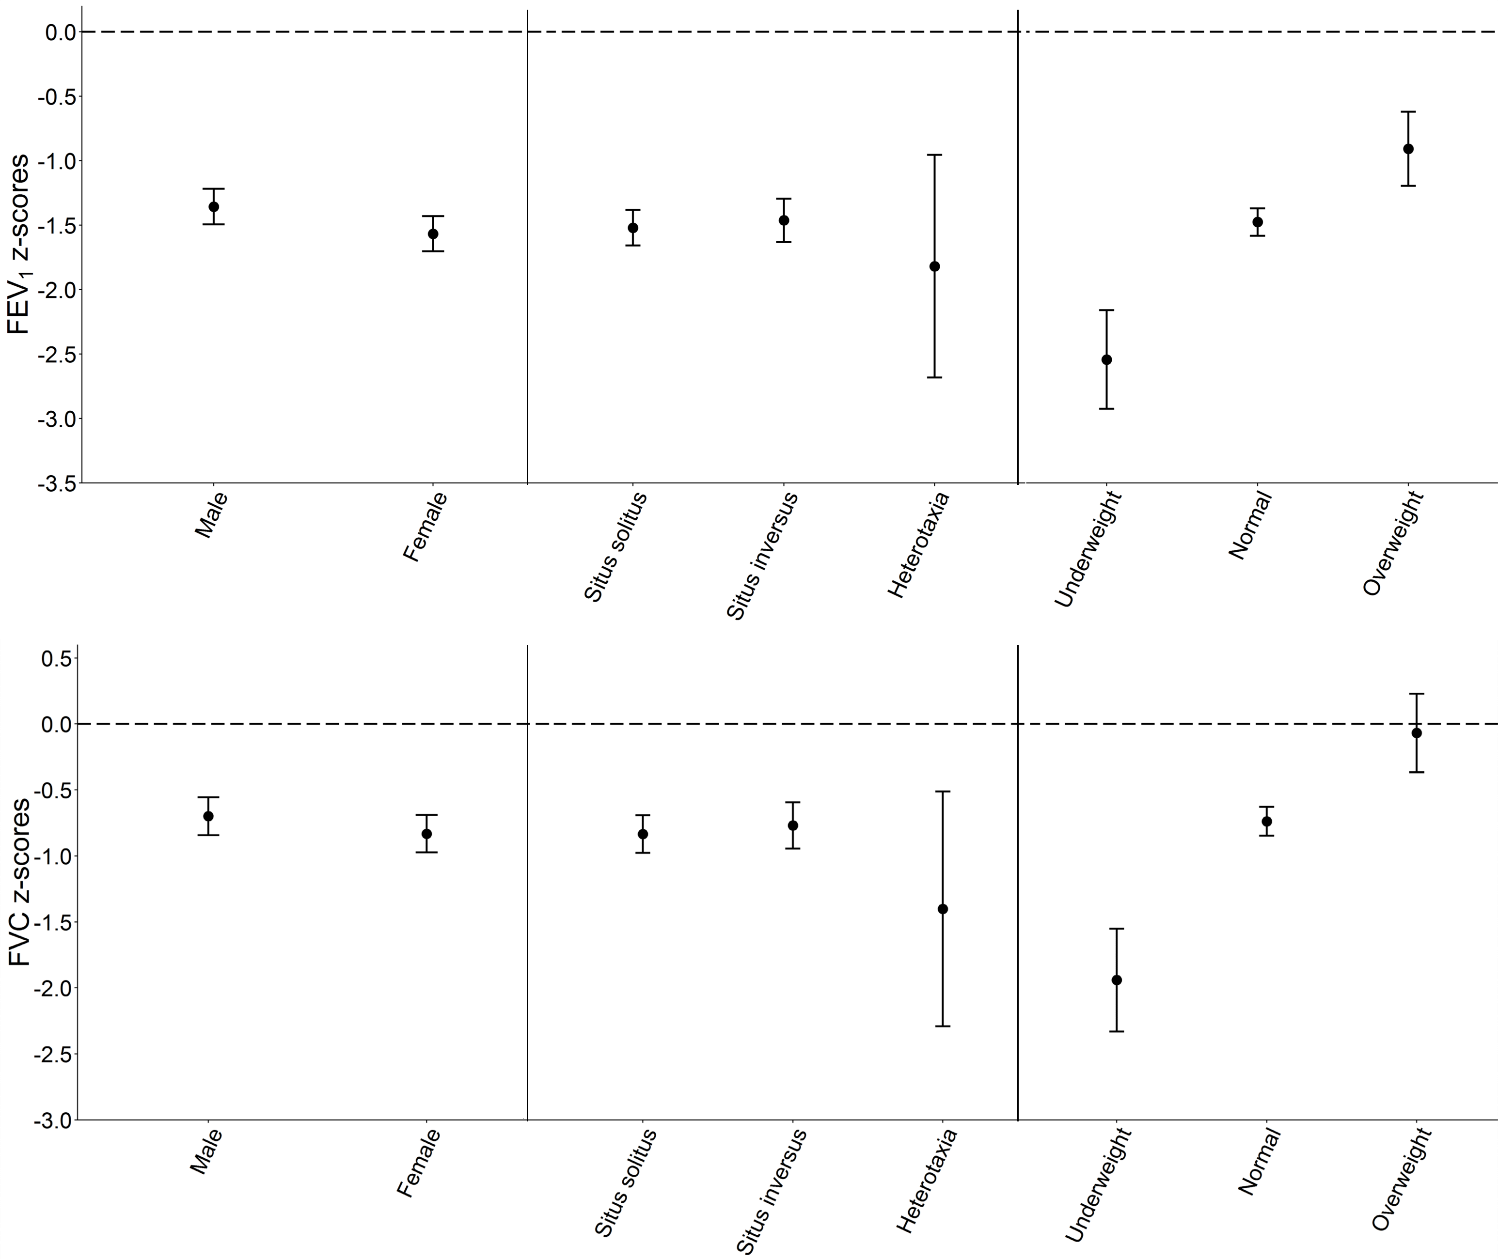 0.0
-0.5
-1.0
-1.5
-2.0
-2.5
-3.0
-3.5
FEV₁ z-scores
Male
Female
Situs solitus
Situs inversus
Heterotaxia
Underweight
Normal
Overweight
0.5
0.0
-0.5
-1.0
-1.5
-2.0
-2.5
-3.0
FVC z-scores
Male
Female
Situs solitus
Situs inversus
Heterotaxia
Underweight
Normal
Overweight